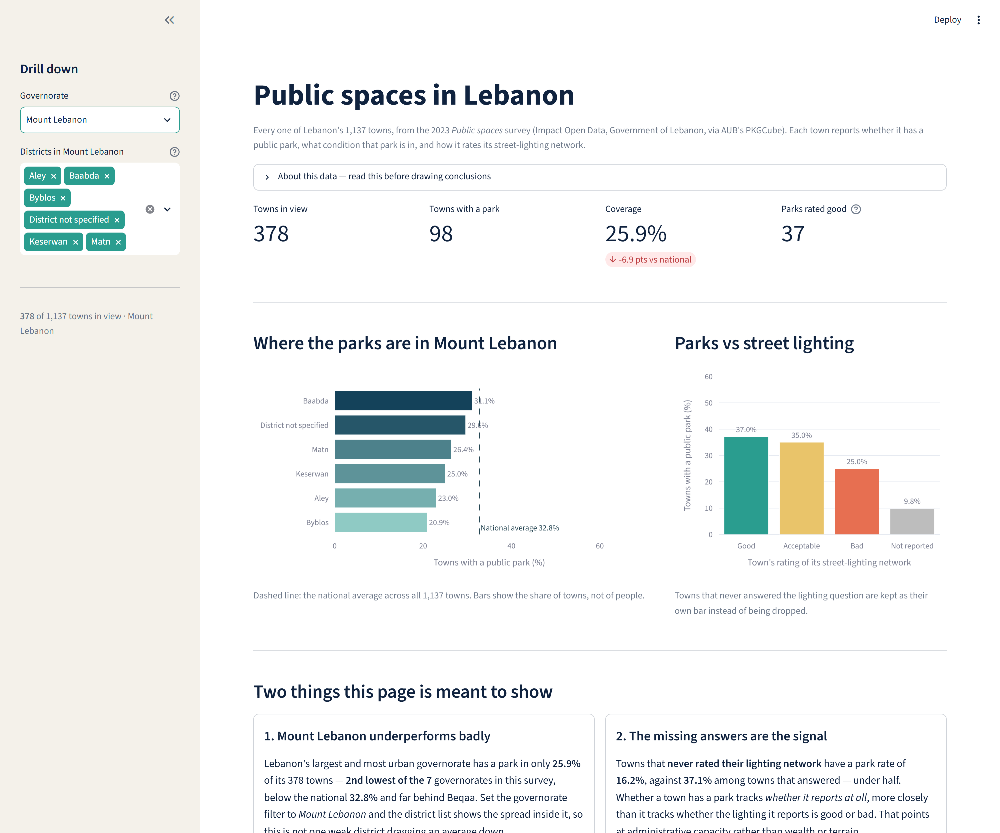 Deploy
Drill down
Governorate
Mount Lebanon
Districts in Mount Lebanon
Aley
Baabda
Byblos
District not specified
Keserwan
Matn
378 of 1,137 towns in view · Mount
Lebanon
Public spaces in Lebanon
Every one of Lebanon's 1,137 towns, from the 2023 Public spaces survey (Impact Open Data, Government of Lebanon, via AUB's PKGCube). Each town reports whether it has a
public park, what condition that park is in, and how it rates its street-lighting network.
About this data — read this before drawing conclusions
Towns in view
378
Towns with a park
98
Coverage
25.9%
-6.9 pts vs national
Parks rated good
37
Where the parks are in Mount Lebanon
Baabda 31.1%
District not specified 29.6%
Matn 26.4%
Keserwan 25.0%
Aley 23.0%
Byblos 20.9%
National average 32.8%
0 20 40 60
Towns with a public park (%)
Dashed line: the national average across all 1,137 towns. Bars show the share of towns, not of people.
Parks vs street lighting
Towns with a public park (%)
60
50
40
30
20
10
0
37.0%
35.0%
25.0%
9.8%
Good Acceptable Bad Not reported
Town's rating of its street-lighting network
Towns that never answered the lighting question are kept as their
own bar instead of being dropped.
Two things this page is meant to show
1. Mount Lebanon underperforms badly
Lebanon's largest and most urban governorate has a park in only 25.9%
of its 378 towns — 2nd lowest of the 7 governorates in this survey,
below the national 32.8% and far behind Beqaa. Set the governorate
filter to Mount Lebanon and the district list shows the spread inside it, so
this is not one weak district dragging an average down.
2. The missing answers are the signal
Towns that never rated their lighting network have a park rate of
16.2%, against 37.1% among towns that answered — under half.
Whether a town has a park tracks whether it reports at all, more closely
than it tracks whether the lighting it reports is good or bad. That points
at administrative capacity rather than wealth or terrain.